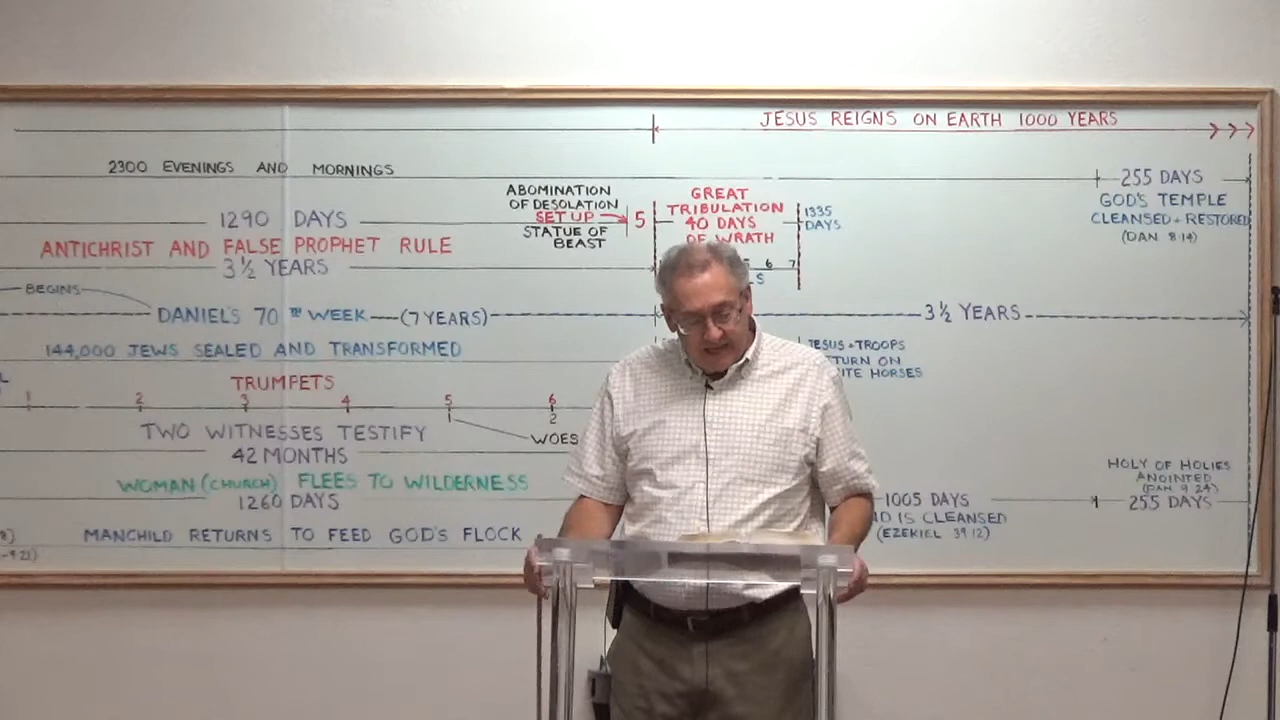 JESUS REIGNS ON EARTH 1000 YEARS
2300 EVENINGS AND MORNINGS
255 DAYS
GOD'S TEMPLE
CLEANSED + RESTORED
(DAN 8:14)
ABOMINATION
OF DESOLATION
SET UP
STATUE OF
BEAST
5
GREAT
TRIBULATION
40 DAYS
OF WRATH
6 7
S
1335
DAYS
1290 DAYS
ANTICHRIST AND FALSE PROPHET RULE
3 1/2 YEARS
BEGINS
DANIEL'S 70TH WEEK (7 YEARS)
3 1/2 YEARS
144,000 JEWS SEALED AND TRANSFORMED
JESUS + TROOPS
TURN ON
ITE HORSES
TRUMPETS
1 2 3 4 5 6
1 2
WOES
TWO WITNESSES TESTIFY
42 MONTHS
WOMAN (CHURCH) FLEES TO WILDERNESS
1260 DAYS
HOLY OF HOLIES
ANOINTED
(DAN 9:24)
255 DAYS
1005 DAYS
D IS CLEANSED
(EZEKIEL 39:12)
MANCHILD RETURNS TO FEED GOD'S FLOCK